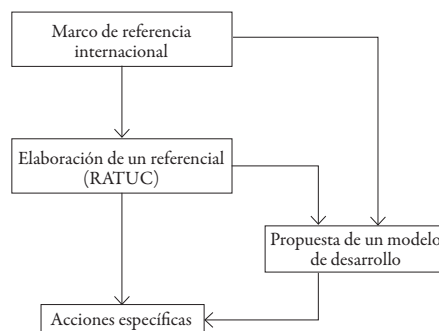 Marco de referencia
internacional
Elaboración de un referencial
(RATUC)
Propuesta de un modelo
de desarrollo
Acciones específicas